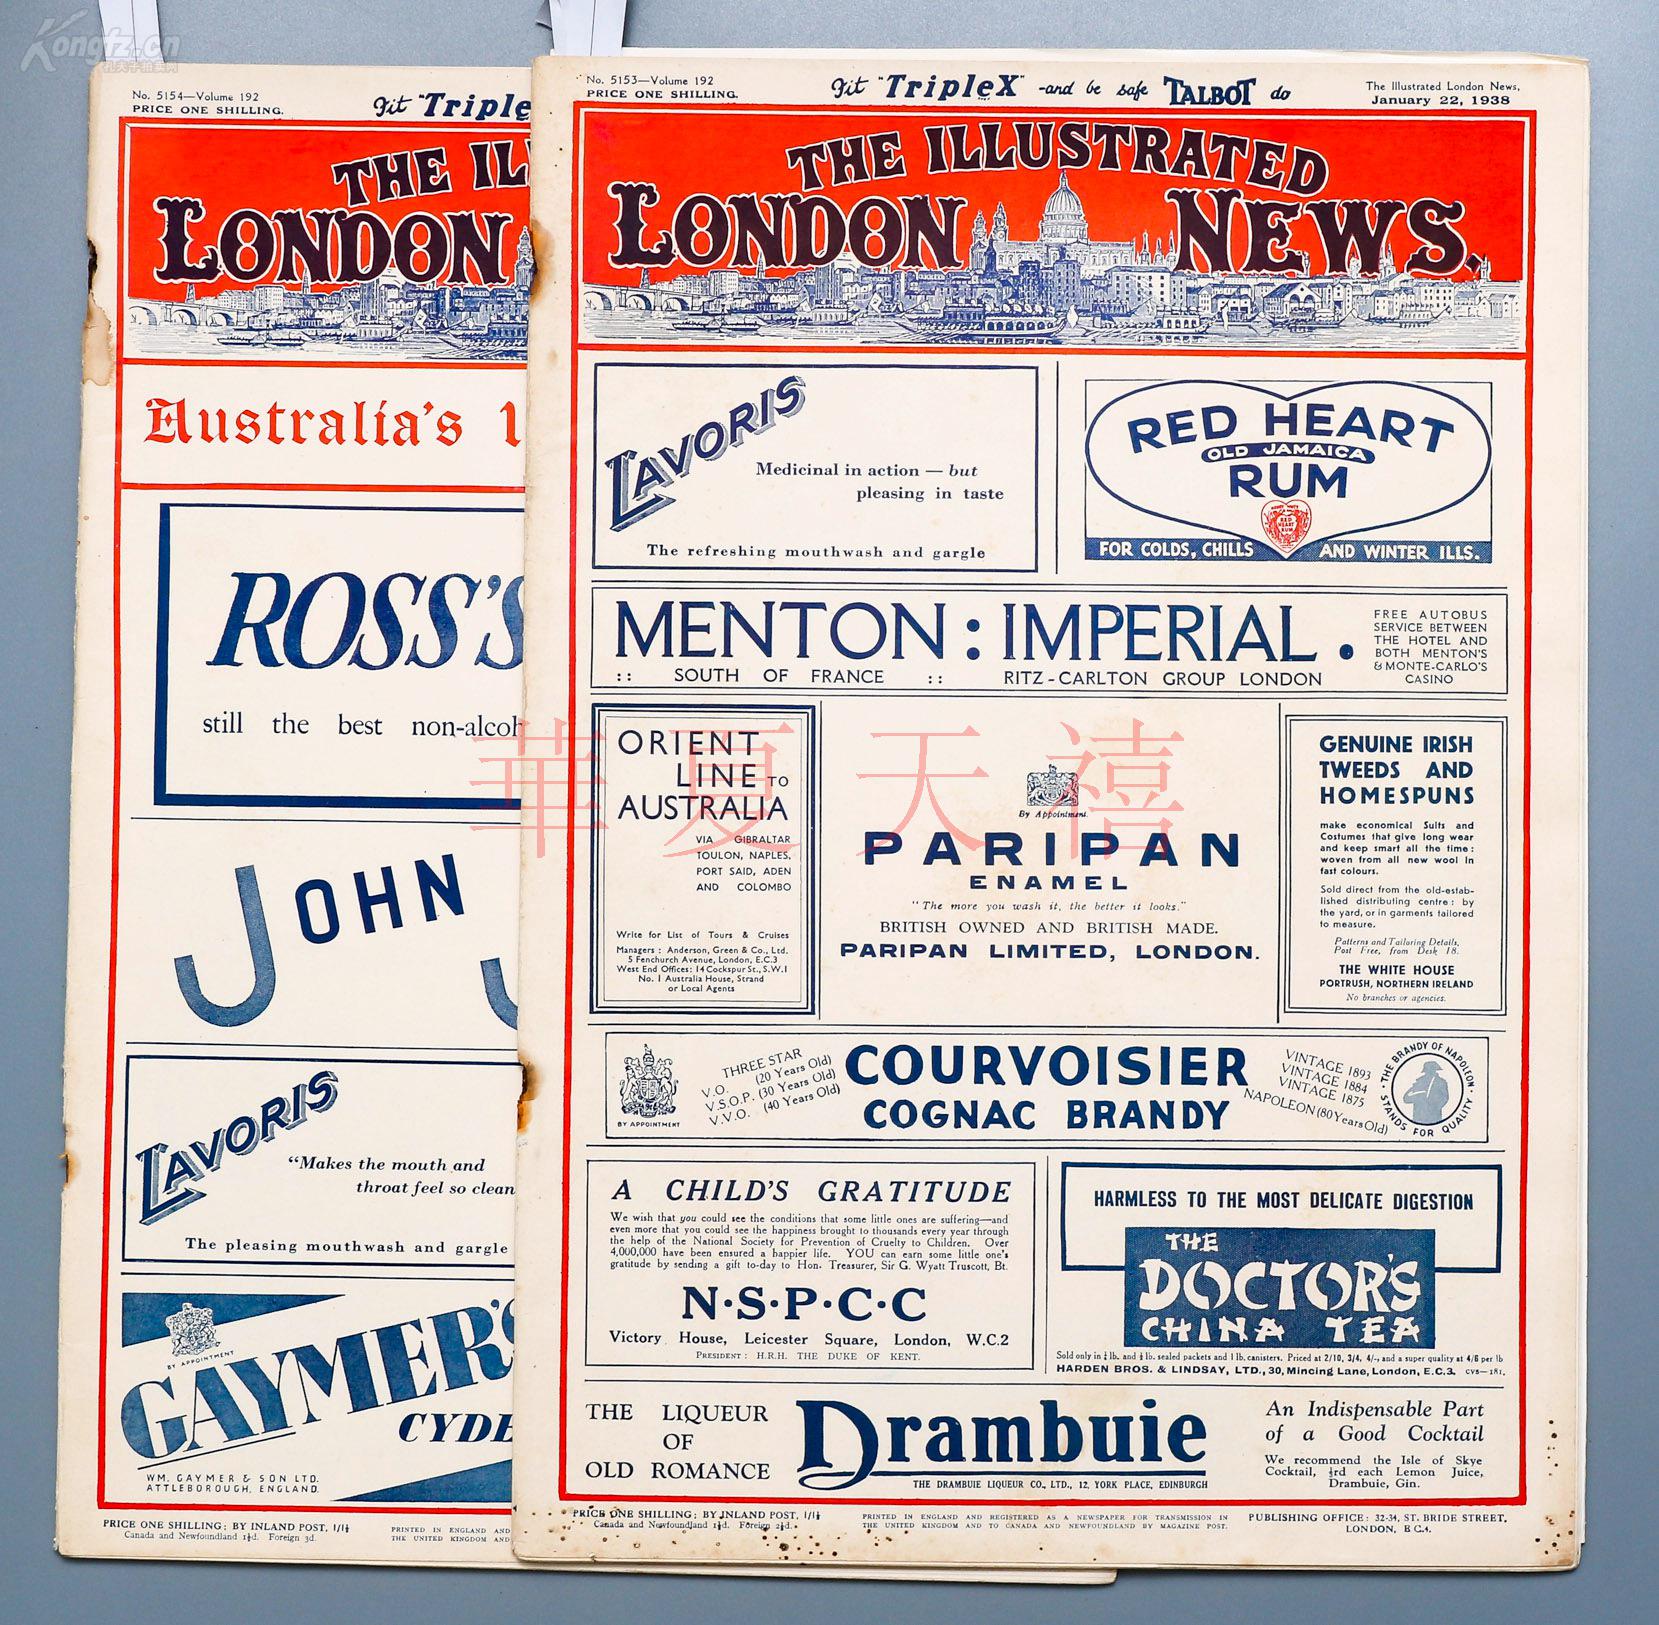 Kongfz.cn
孔夫子拍卖网
No. 5154—Volume 192
PRICE ONE SHILLING.
Fit "Triple
THE IL
LONDON
Australia's 1
ROSS'S
still the best non-alcoh
JOHN
J
LAVORIS
"Makes the mouth and
throat feel so clean
The pleasing mouthwash and gargle
BY APPOINTMENT
GAYMER'S
CYDE
WM. GAYMER & SON LTD.
ATTLEBOROUGH, ENGLAND.
PRICE ONE SHILLING: BY INLAND POST, 1/1½
Canada and Newfoundland 1½d. Foreign 3d.
PRINTED IN ENGLAND AND
THE UNITED KINGDOM AND
No. 5153—Volume 192
PRICE ONE SHILLING.
Fit "Triplex" -and be safe TALBOT do
The Illustrated London News,
January 22, 1938
THE ILLUSTRATED
LONDON NEWS.
LAVORIS
Medicinal in action — but
pleasing in taste
The refreshing mouthwash and gargle
RED HEART
OLD JAMAICA
RUM
RED
HEART
RUM
FOR COLDS, CHILLS AND WINTER ILLS.
MENTON : IMPERIAL .
:: SOUTH OF FRANCE :: RITZ-CARLTON GROUP LONDON
FREE AUTOBUS
SERVICE BETWEEN
THE HOTEL AND
BOTH MENTON'S
& MONTE-CARLO'S
CASINO
ORIENT
LINE TO
AUSTRALIA
VIA GIBRALTAR
TOULON, NAPLES,
PORT SAID, ADEN
AND COLOMBO
Write for List of Tours & Cruises
Managers : Anderson, Green & Co., Ltd.
5 Fenchurch Avenue, London, E.C.3
West End Offices: 14 Cockspur St., S.W.1
No. 1 Australia House, Strand
or Local Agents
By Appointment.
PARIPAN
ENAMEL
"The more you wash it, the better it looks."
BRITISH OWNED AND BRITISH MADE.
PARIPAN LIMITED, LONDON.
GENUINE IRISH
TWEEDS AND
HOMESPUNS
make economical Suits and
Costumes that give long wear
and keep smart all the time :
woven from all new wool in
fast colours.
Sold direct from the old-estab-
lished distributing centre : by
the yard, or in garments tailored
to measure.
Patterns and Tailoring Details,
Post Free, from Desk 18.
THE WHITE HOUSE
PORTRUSH, NORTHERN IRELAND
No branches or agencies.
華夏天禧
BY APPOINTMENT
THREE STAR
V.O. (20 Years Old)
V.S.O.P. (30 Years Old)
V.V.O. (40 Years Old)
COURVOISIER
COGNAC BRANDY
VINTAGE 1893
VINTAGE 1884
VINTAGE 1875
NAPOLEON (80 Years Old)
THE BRANDY OF NAPOLEON
STANDS FOR QUALITY
A CHILD'S GRATITUDE
We wish that you could see the conditions that some little ones are suffering—and
even more that you could see the happiness brought to thousands every year through
the help of the National Society for Prevention of Cruelty to Children. Over
4,000,000 have been ensured a happier life. YOU can earn some little one's
gratitude by sending a gift to-day to Hon. Treasurer, Sir G. Wyatt Truscott, Bt.
N·S·P·C·C
Victory House, Leicester Square, London, W.C.2
PRESIDENT : H.R.H. THE DUKE OF KENT.
HARMLESS TO THE MOST DELICATE DIGESTION
THE
DOCTOR'S
CHINA TEA
Sold only in ¼ lb. and ½ lb. sealed packets and 1 lb. canisters. Priced at 2/10, 3/4, 4/-, and a super quality at 4/6 per lb
HARDEN BROS. & LINDSAY, LTD., 30, Mincing Lane, London, E.C.3. CVS—181.
THE LIQUEUR
OF
OLD ROMANCE
Drambuie
THE DRAMBUIE LIQUEUR CO., LTD., 12, YORK PLACE, EDINBURGH
An Indispensable Part
of a Good Cocktail
We recommend the Isle of Skye
Cocktail, ⅓rd each Lemon Juice,
Drambuie, Gin.
PRICE ONE SHILLING: BY INLAND POST, 1/1½
Canada and Newfoundland 1½d. Foreign 2½d.
PRINTED IN ENGLAND AND REGISTERED AS A NEWSPAPER FOR TRANSMISSION IN
THE UNITED KINGDOM AND TO CANADA AND NEWFOUNDLAND BY MAGAZINE POST.
PUBLISHING OFFICE: 32-34, ST. BRIDE STREET,
LONDON, E.C.4.